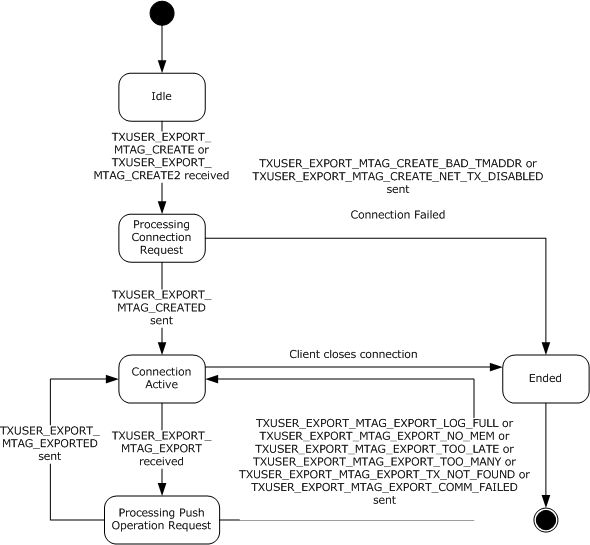 Idle
TXUSER_EXPORT_
MTAG_CREATE or
TXUSER_EXPORT_
MTAG_CREATE2 received
TXUSER_EXPORT_MTAG_CREATE_BAD_TMADDR or
TXUSER_EXPORT_MTAG_CREATE_NET_TX_DISABLED
sent
Connection Failed
Processing
Connection
Request
TXUSER_EXPORT_
MTAG_CREATED
sent
Client closes connection
Connection
Active
Ended
TXUSER_EXPORT_
MTAG_EXPORTED
sent
TXUSER_EXPORT_
MTAG_EXPORT
received
TXUSER_EXPORT_MTAG_EXPORT_LOG_FULL or
TXUSER_EXPORT_MTAG_EXPORT_NO_MEM or
TXUSER_EXPORT_MTAG_EXPORT_TOO_LATE or
TXUSER_EXPORT_MTAG_EXPORT_TOO_MANY or
TXUSER_EXPORT_MTAG_EXPORT_TX_NOT_FOUND or
TXUSER_EXPORT_MTAG_EXPORT_COMM_FAILED
sent
Processing Push
Operation Request